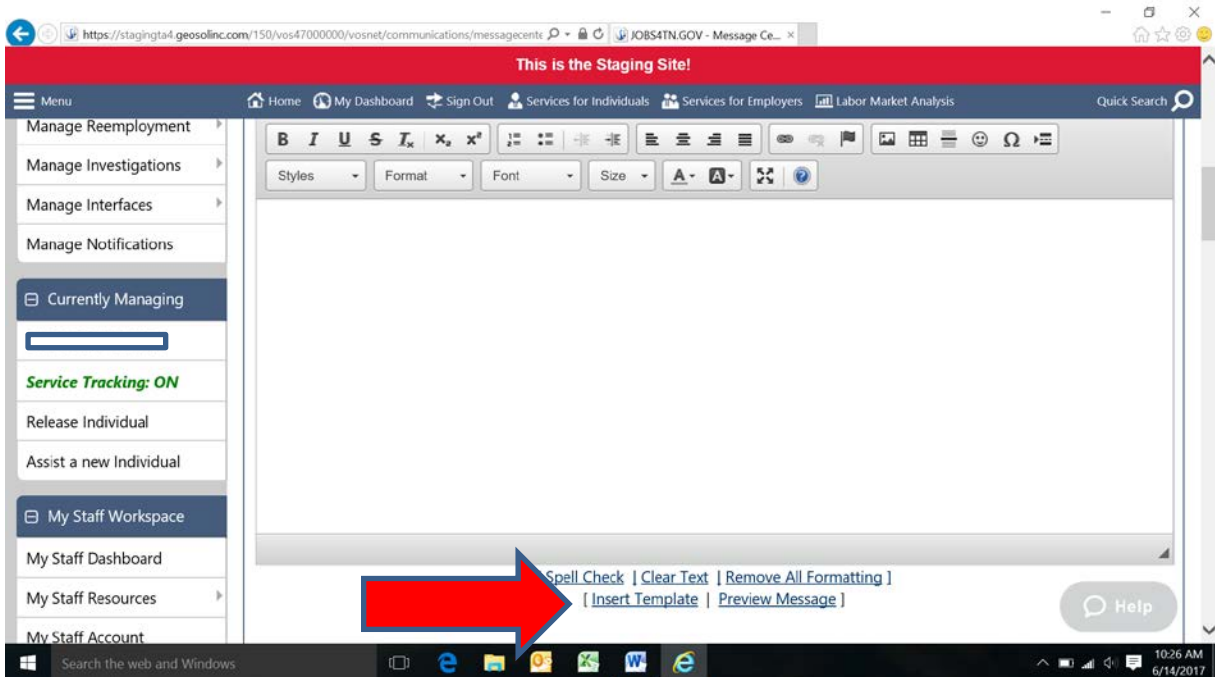 https://stagingta4.geosolinc.com/150/vos47000000/vosnet/communications/messagecente
JOBS4TN.GOV - Message Ce...
This is the Staging Site!
Menu
Home My Dashboard Sign Out Services for Individuals Services for Employers Labor Market Analysis Quick Search
Manage Reemployment
Manage Investigations
Manage Interfaces
Manage Notifications
Currently Managing
Service Tracking: ON
Release Individual
Assist a new Individual
My Staff Workspace
My Staff Dashboard
My Staff Resources
My Staff Account
B I U S Ix x₂ x²
Styles Format Font Size A A
Spell Check | Clear Text | Remove All Formatting ]
[ Insert Template | Preview Message ]
Help
Search the web and Windows
10:26 AM
6/14/2017